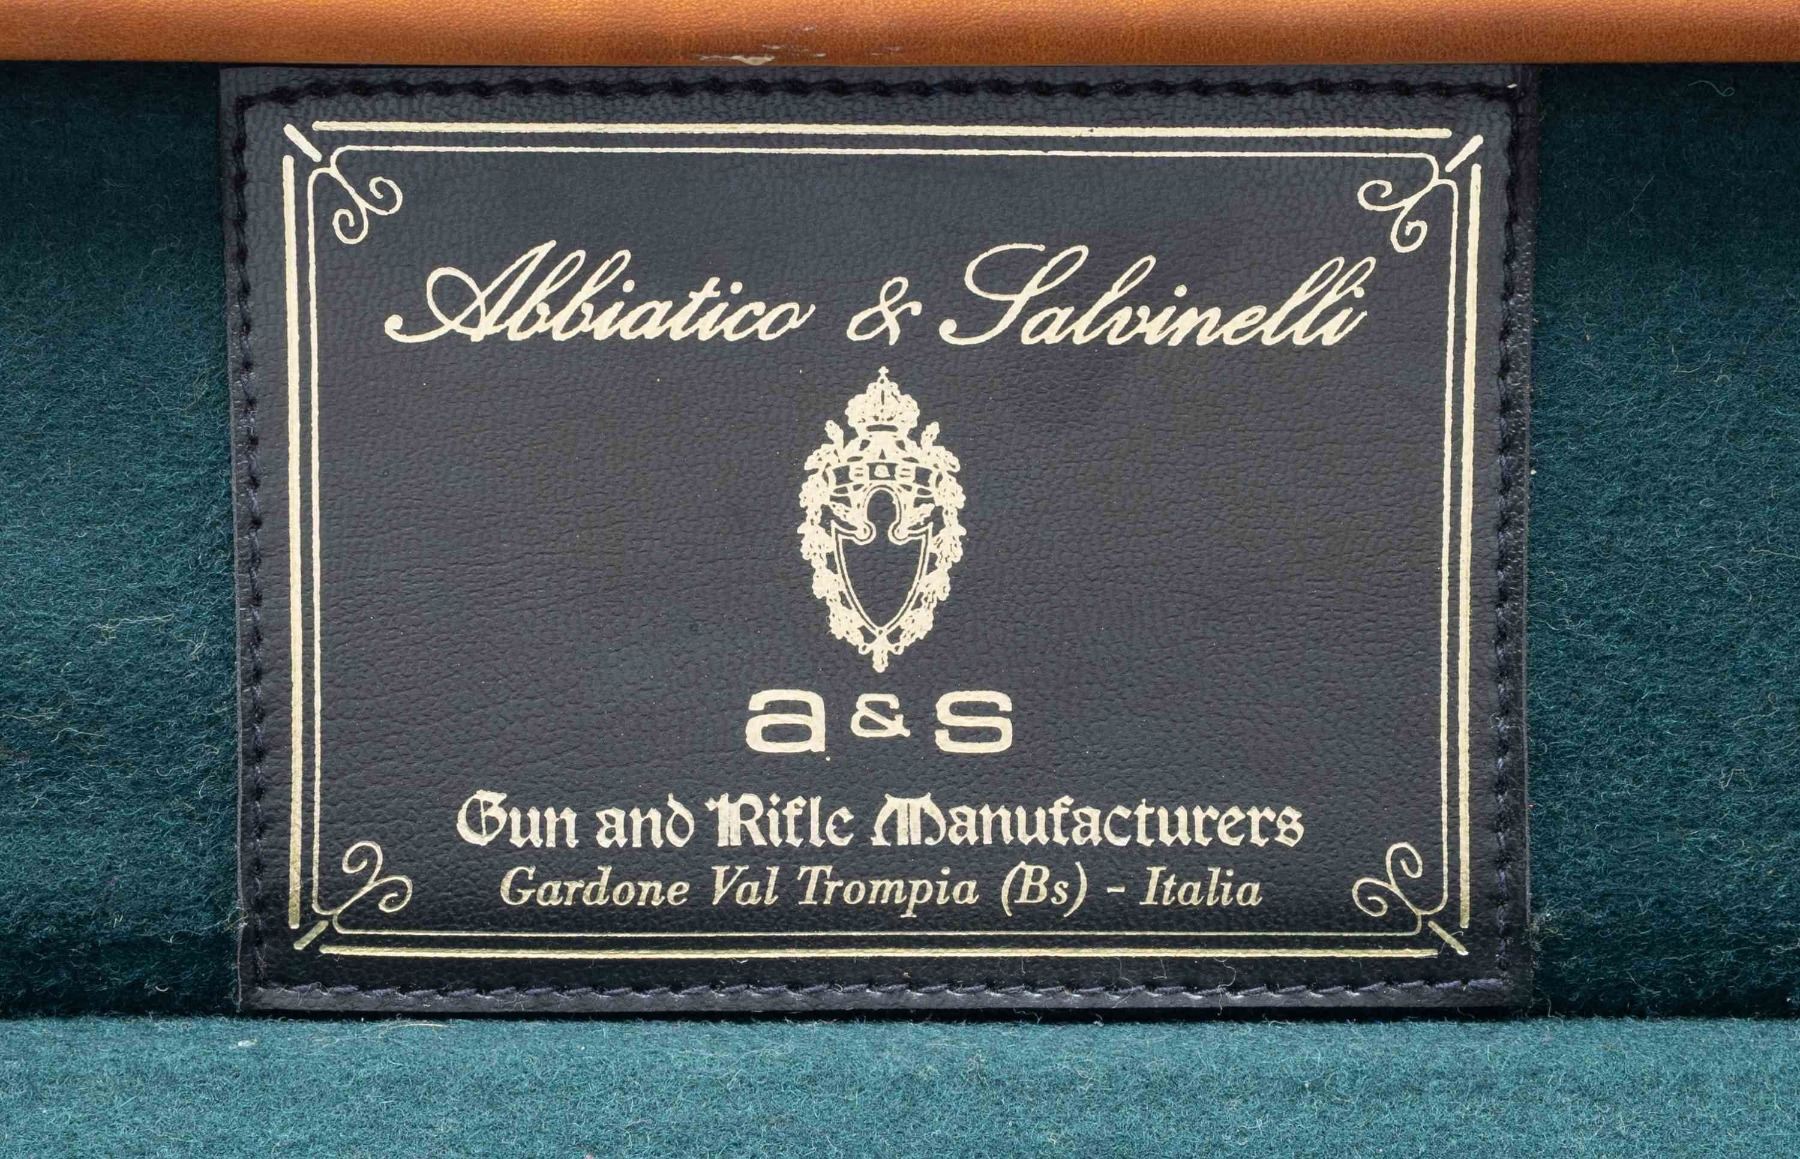 Abbiatico & Salvinelli
a&s
a&s
Gun and Rifle Manufacturers
Gardone Val Trompia (Bs) - Italia